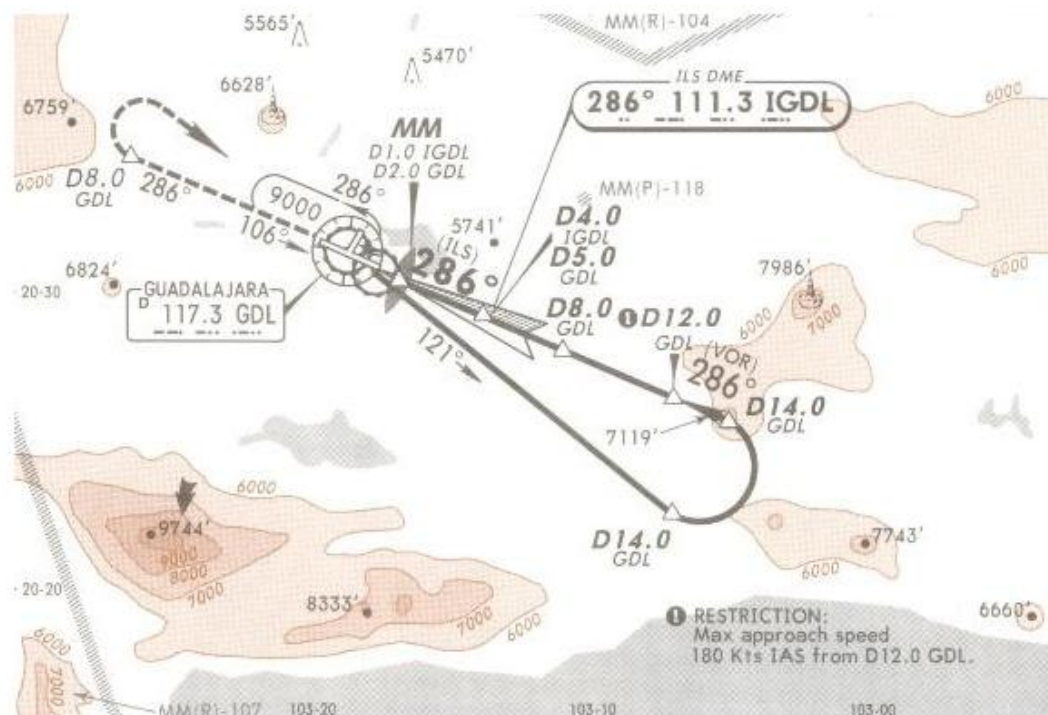 5565'
MM(R)-104
5470'
ILS DME
286° 111.3 IGDL
6628'
6000
6759'
MM
D1.0 IGDL
D2.0 GDL
6000
D8.0
GDL
286°
286°
9000
106°
MM(P)-118
5741'
D4.0
IGDL
D5.0
GDL
(ILS)
286°
6000
7986'
6824'
20-30
GUADALAJARA
D 117.3 GDL
D8.0
GDL
❶ D12.0
GDL
(VOR)
286°
6000
7000
121°
D14.0
GDL
7119'
6000
9744'
9000
8000
7000
D14.0
GDL
7743'
6000
20-20
8333'
7000
6000
6660'
❶ RESTRICTION:
Max approach speed
180 Kts IAS from D12.0 GDL.
6000
7000
MM(R)-107
103-20
103-10
103-00